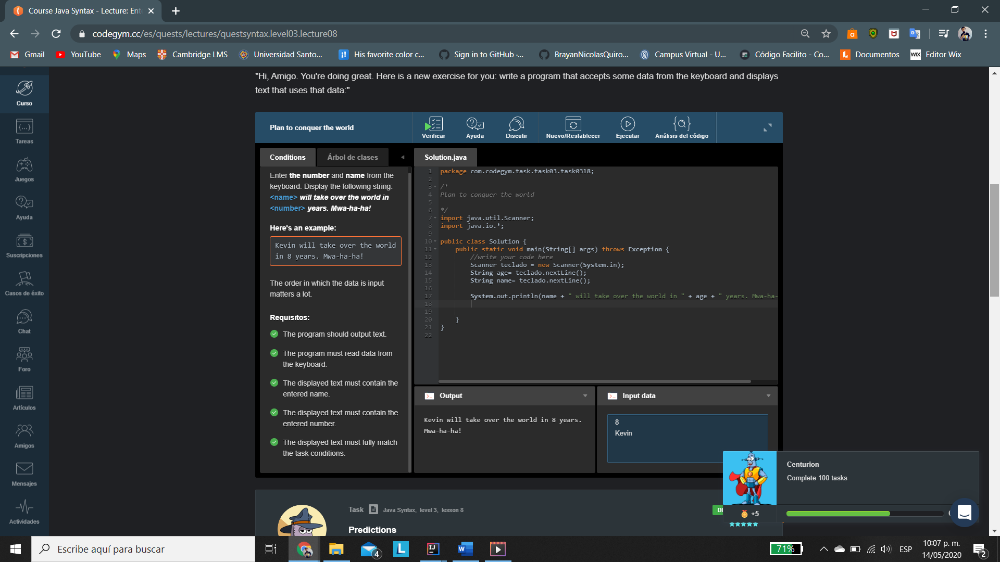 Course Java Syntax - Lecture: Ent
codegym.cc/es/quests/lectures/questsyntax.level03.lecture08
Gmail
YouTube
Maps
Cambridge LMS
Universidad Santo...
His favorite color c...
Sign in to GitHub ·...
BrayanNicolasQuiro...
Campus Virtual - U...
Código Facilito - Co...
Documentos
Editor Wix
Curso
Tareas
Juegos
Ayuda
Suscripciones
Casos de éxito
Chat
Foro
Artículos
Amigos
Mensajes
Actividades
"Hi, Amigo. You're doing great. Here is a new exercise for you: write a program that accepts some data from the keyboard and displays
text that uses that data:"
Plan to conquer the world
Verificar
Ayuda
Discutir
Nuevo/Restablecer
Ejecutar
Análisis del código
Conditions
Árbol de clases
Enter the number and name from the
keyboard. Display the following string:
<name> will take over the world in
<number> years. Mwa-ha-ha!
Here's an example:
Kevin will take over the world
in 8 years. Mwa-ha-ha!
The order in which the data is input
matters a lot.
Requisitos:
The program should output text.
The program must read data from
the keyboard.
The displayed text must contain the
entered name.
The displayed text must contain the
entered number.
The displayed text must fully match
the task conditions.
Solution.java
1 package com.codegym.task.task03.task0318;
2
3 /*
4 Plan to conquer the world
5
6 */
7 import java.util.Scanner;
8 import java.io.*;
9
10 public class Solution {
11 public static void main(String[] args) throws Exception {
12 //write your code here
13 Scanner teclado = new Scanner(System.in);
14 String age= teclado.nextLine();
15 String name= teclado.nextLine();
16
17 System.out.println(name + " will take over the world in " + age + " years. Mwa-ha-
18
19
20 }
21 }
22
Output
Kevin will take over the world in 8 years.
Mwa-ha-ha!
Input data
8
Kevin
Centurion
Complete 100 tasks
+5
Task
Java Syntax, level 3, lesson 8
Predictions
Escribe aquí para buscar
4
71%
ESP
10:07 p. m.
14/05/2020
2